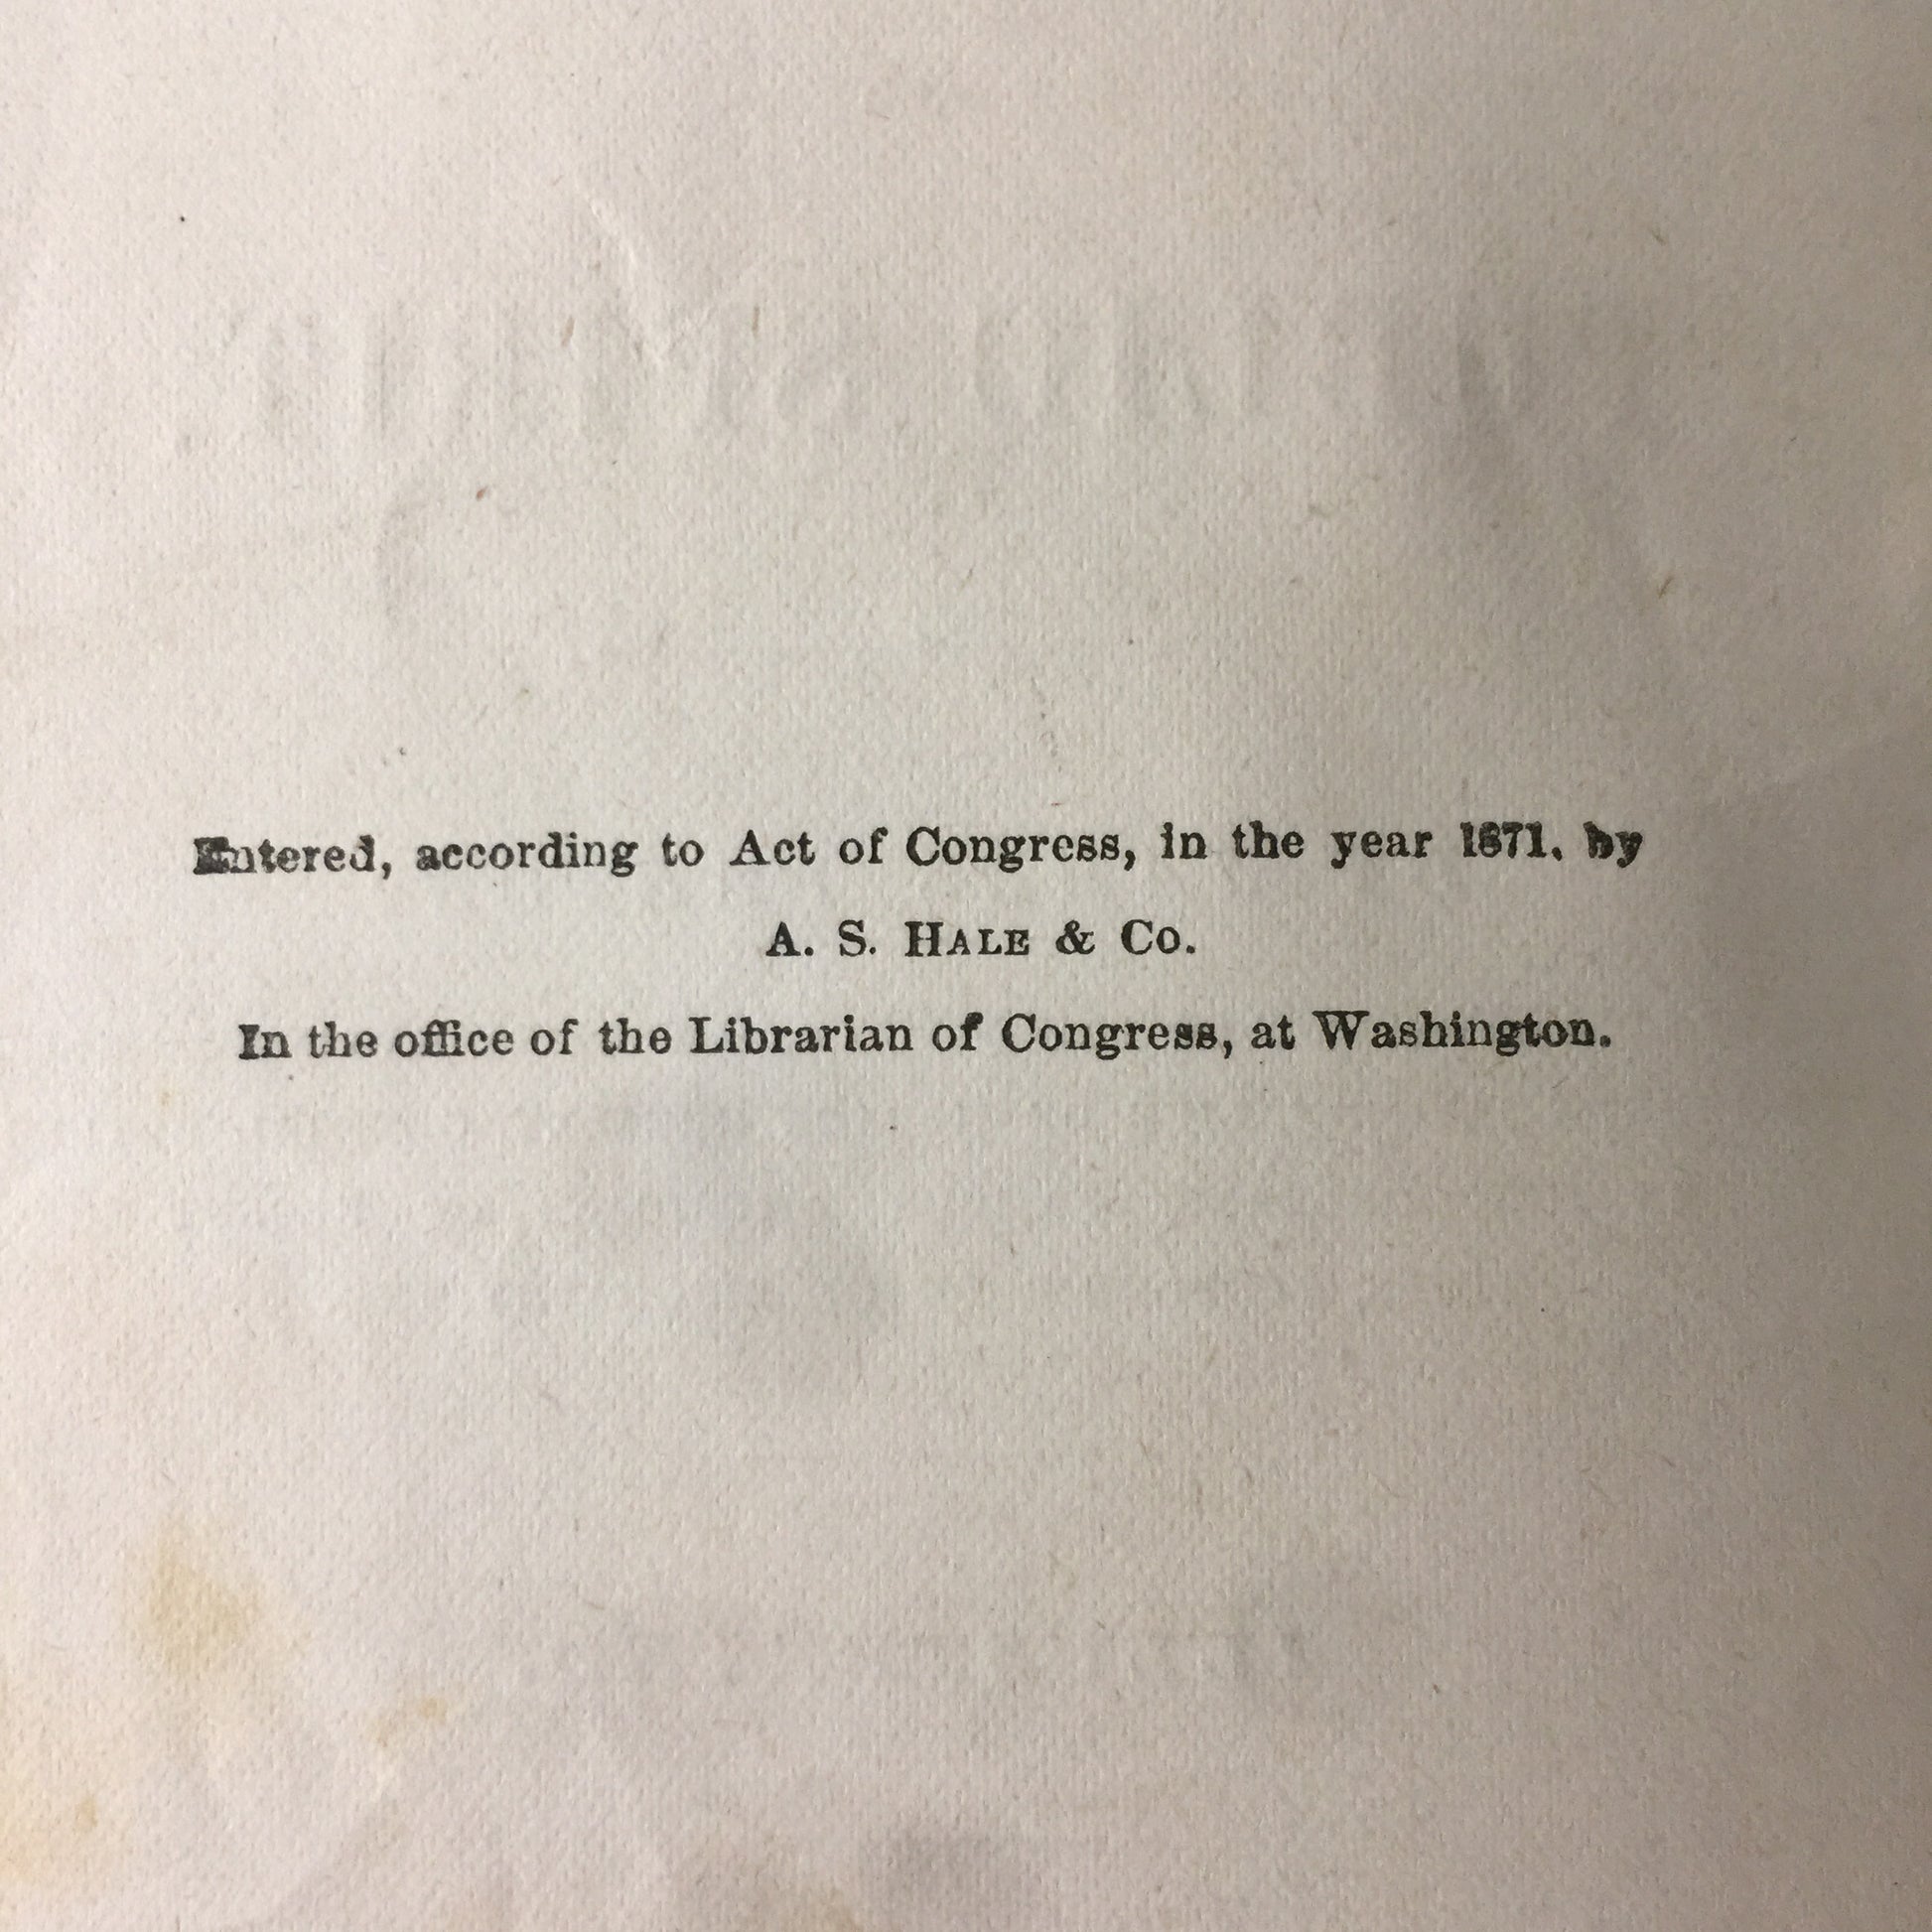 Entered, according to Act of Congress, in the year 1871, by
A. S. Hale & Co.
In the office of the Librarian of Congress, at Washington.